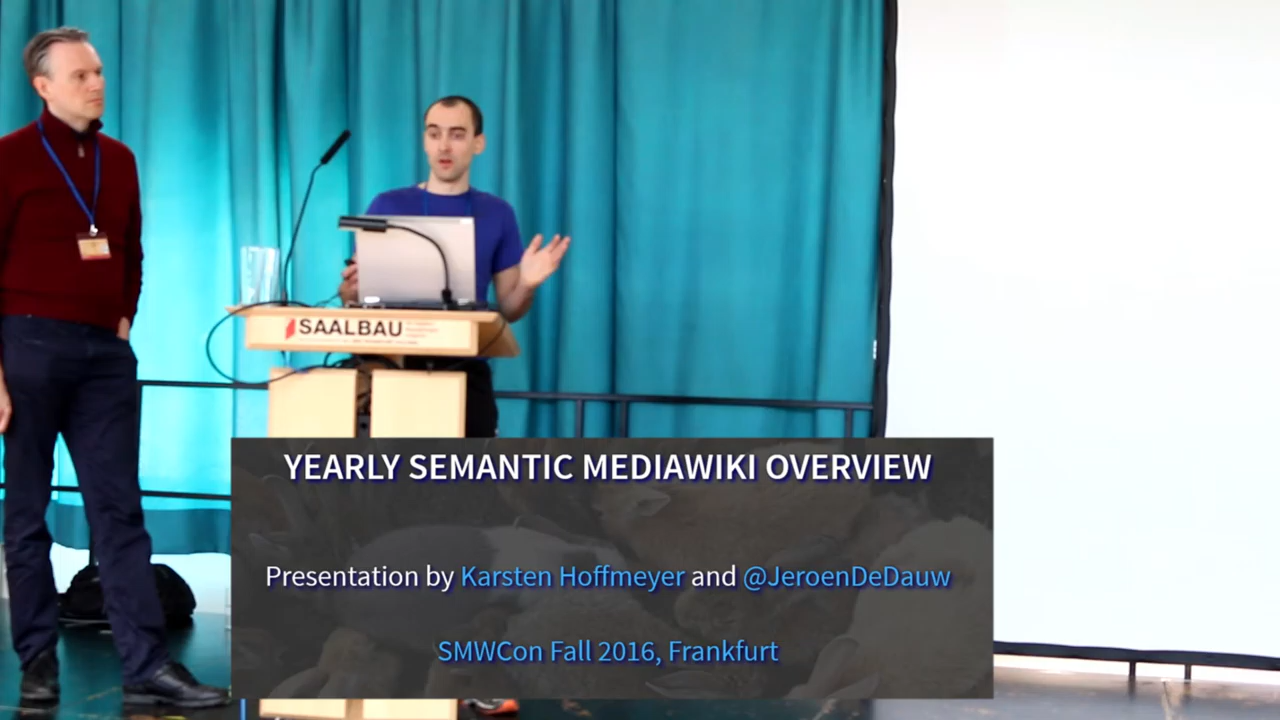 SAALBAU
YEARLY SEMANTIC MEDIAWIKI OVERVIEW
Presentation by Karsten Hoffmeyer and @JeroenDeDauw
SMWCon Fall 2016, Frankfurt